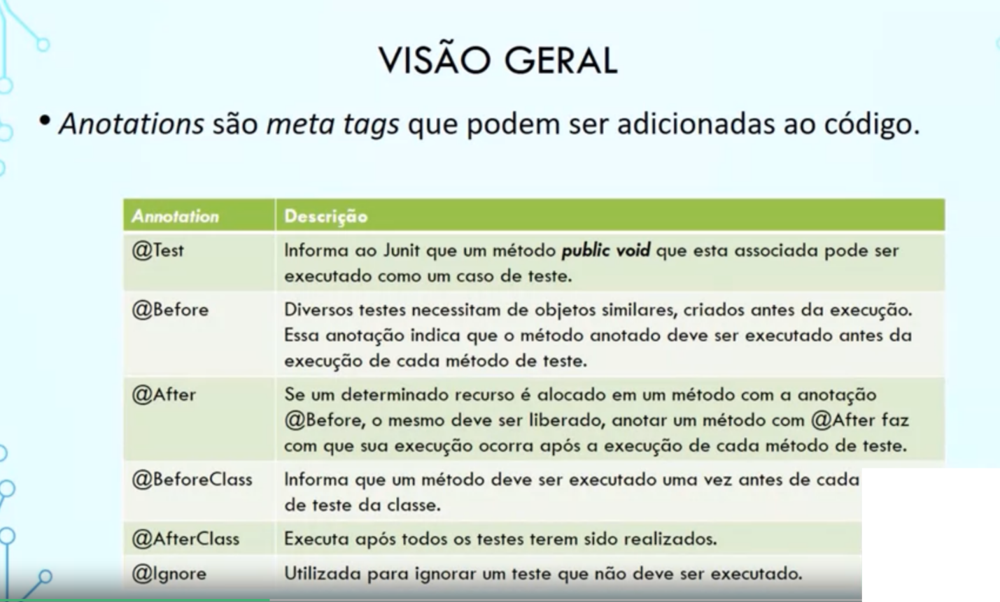 VISÃO GERAL
• Anotations são meta tags que podem ser adicionadas ao código.
Annotation Descrição
@Test Informa ao Junit que um método public void que esta associada pode ser
executado como um caso de teste.
@Before Diversos testes necessitam de objetos similares, criados antes da execução.
Essa anotação indica que o método anotado deve ser executado antes da
execução de cada método de teste.
@After Se um determinado recurso é alocado em um método com a anotação
@Before, o mesmo deve ser liberado, anotar um método com @After faz
com que sua execução ocorra após a execução de cada método de teste.
@BeforeClass Informa que um método deve ser executado uma vez antes de cada
de teste da classe.
@AfterClass Executa após todos os testes terem sido realizados.
@Ignore Utilizada para ignorar um teste que não deve ser executado.